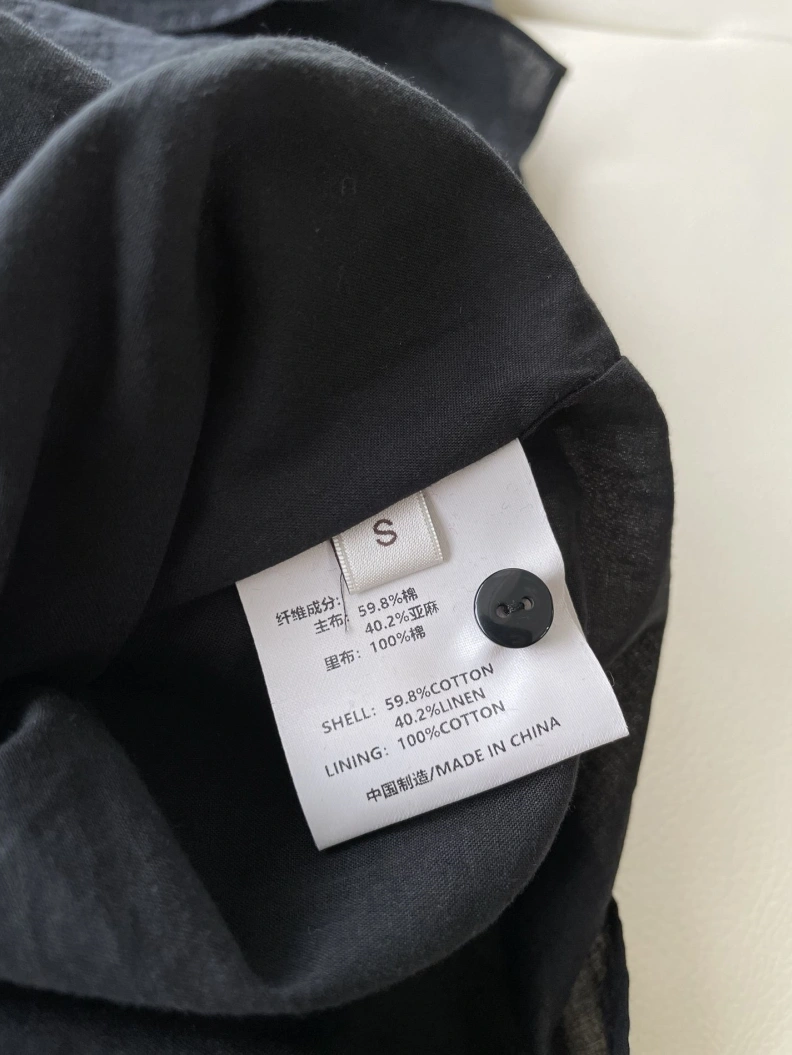 S
纤维成分：
主布：59.8%棉
40.2%亚麻
里布：100%棉
SHELL：59.8%COTTON
40.2%LINEN
LINING：100%COTTON
中国制造/MADE IN CHINA